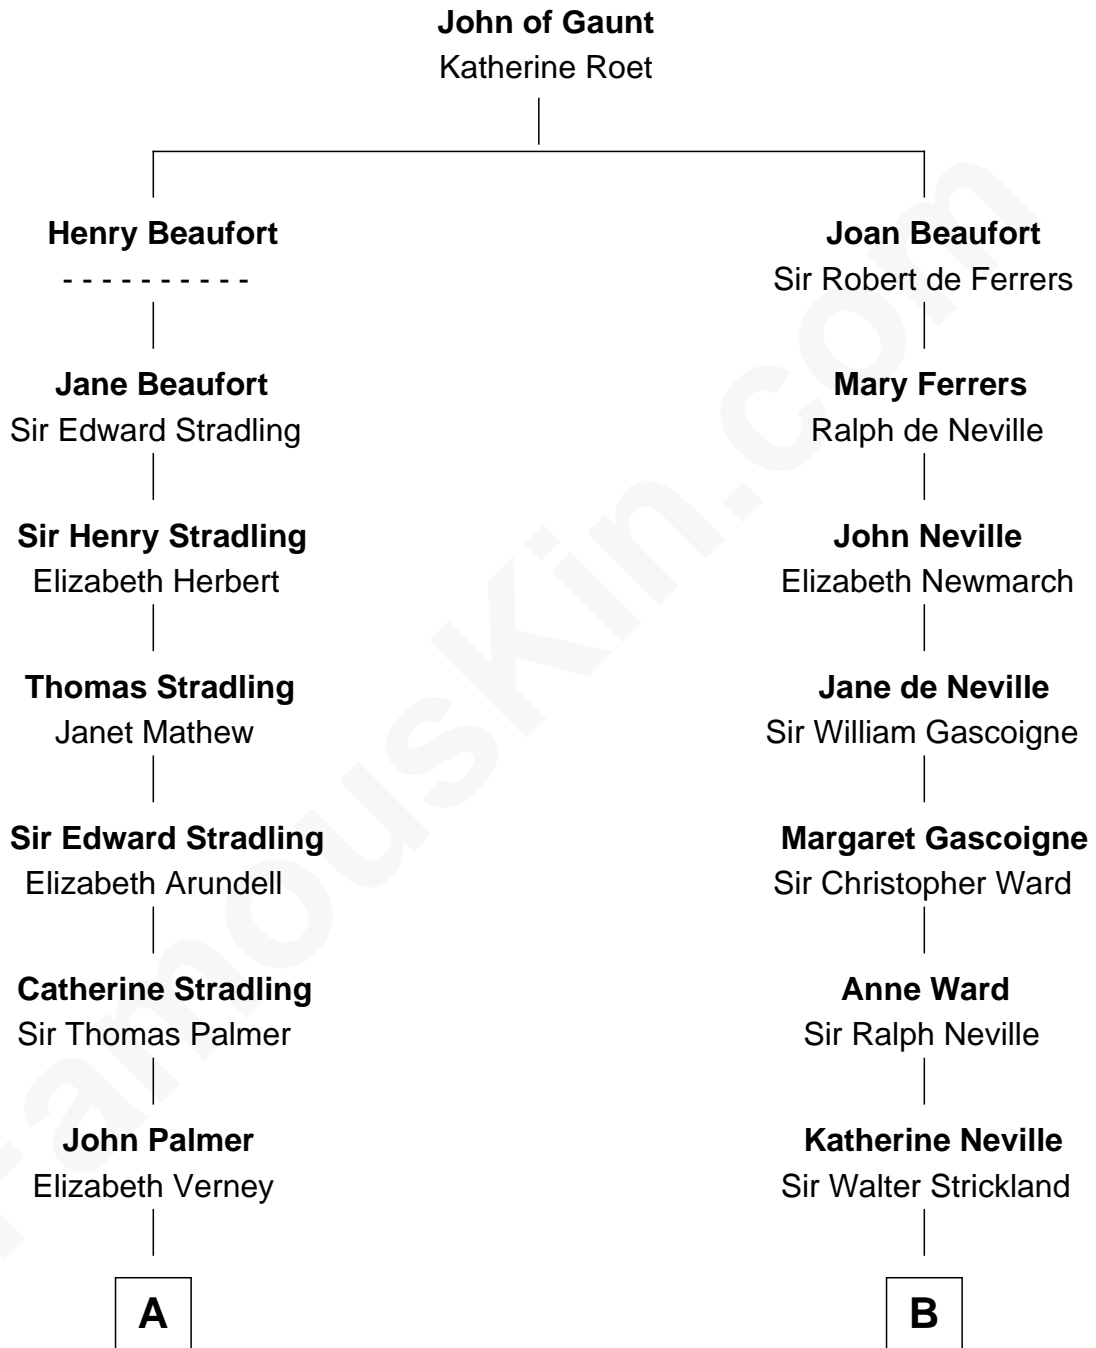 John of Gaunt
Katherine Roet
Henry Beaufort
- - - - - - - - - -
Jane Beaufort
Sir Edward Stradling
Sir Henry Stradling
Elizabeth Herbert
Thomas Stradling
Janet Mathew
Sir Edward Stradling
Elizabeth Arundell
Catherine Stradling
Sir Thomas Palmer
John Palmer
Elizabeth Verney
A
Joan Beaufort
Sir Robert de Ferrers
Mary Ferrers
Ralph de Neville
John Neville
Elizabeth Newmarch
Jane de Neville
Sir William Gascoigne
Margaret Gascoigne
Sir Christopher Ward
Anne Ward
Sir Ralph Neville
Katherine Neville
Sir Walter Strickland
B
FamousKin.com